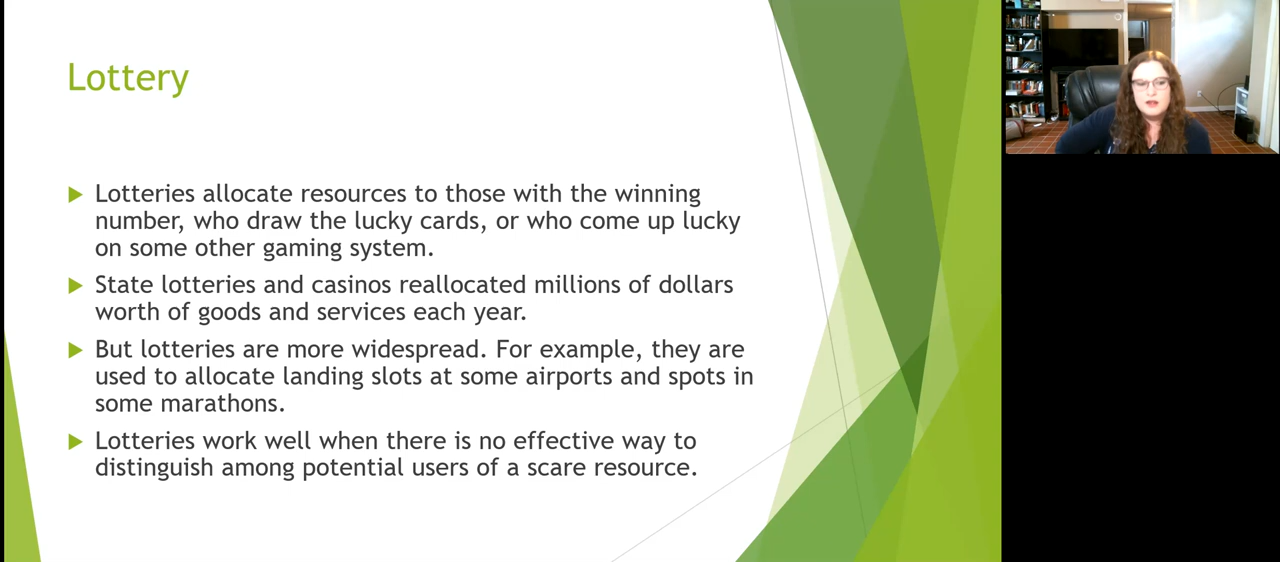 Lottery
Lotteries allocate resources to those with the winning
number, who draw the lucky cards, or who come up lucky
on some other gaming system.
State lotteries and casinos reallocated millions of dollars
worth of goods and services each year.
But lotteries are more widespread. For example, they are
used to allocate landing slots at some airports and spots in
some marathons.
Lotteries work well when there is no effective way to
distinguish among potential users of a scare resource.